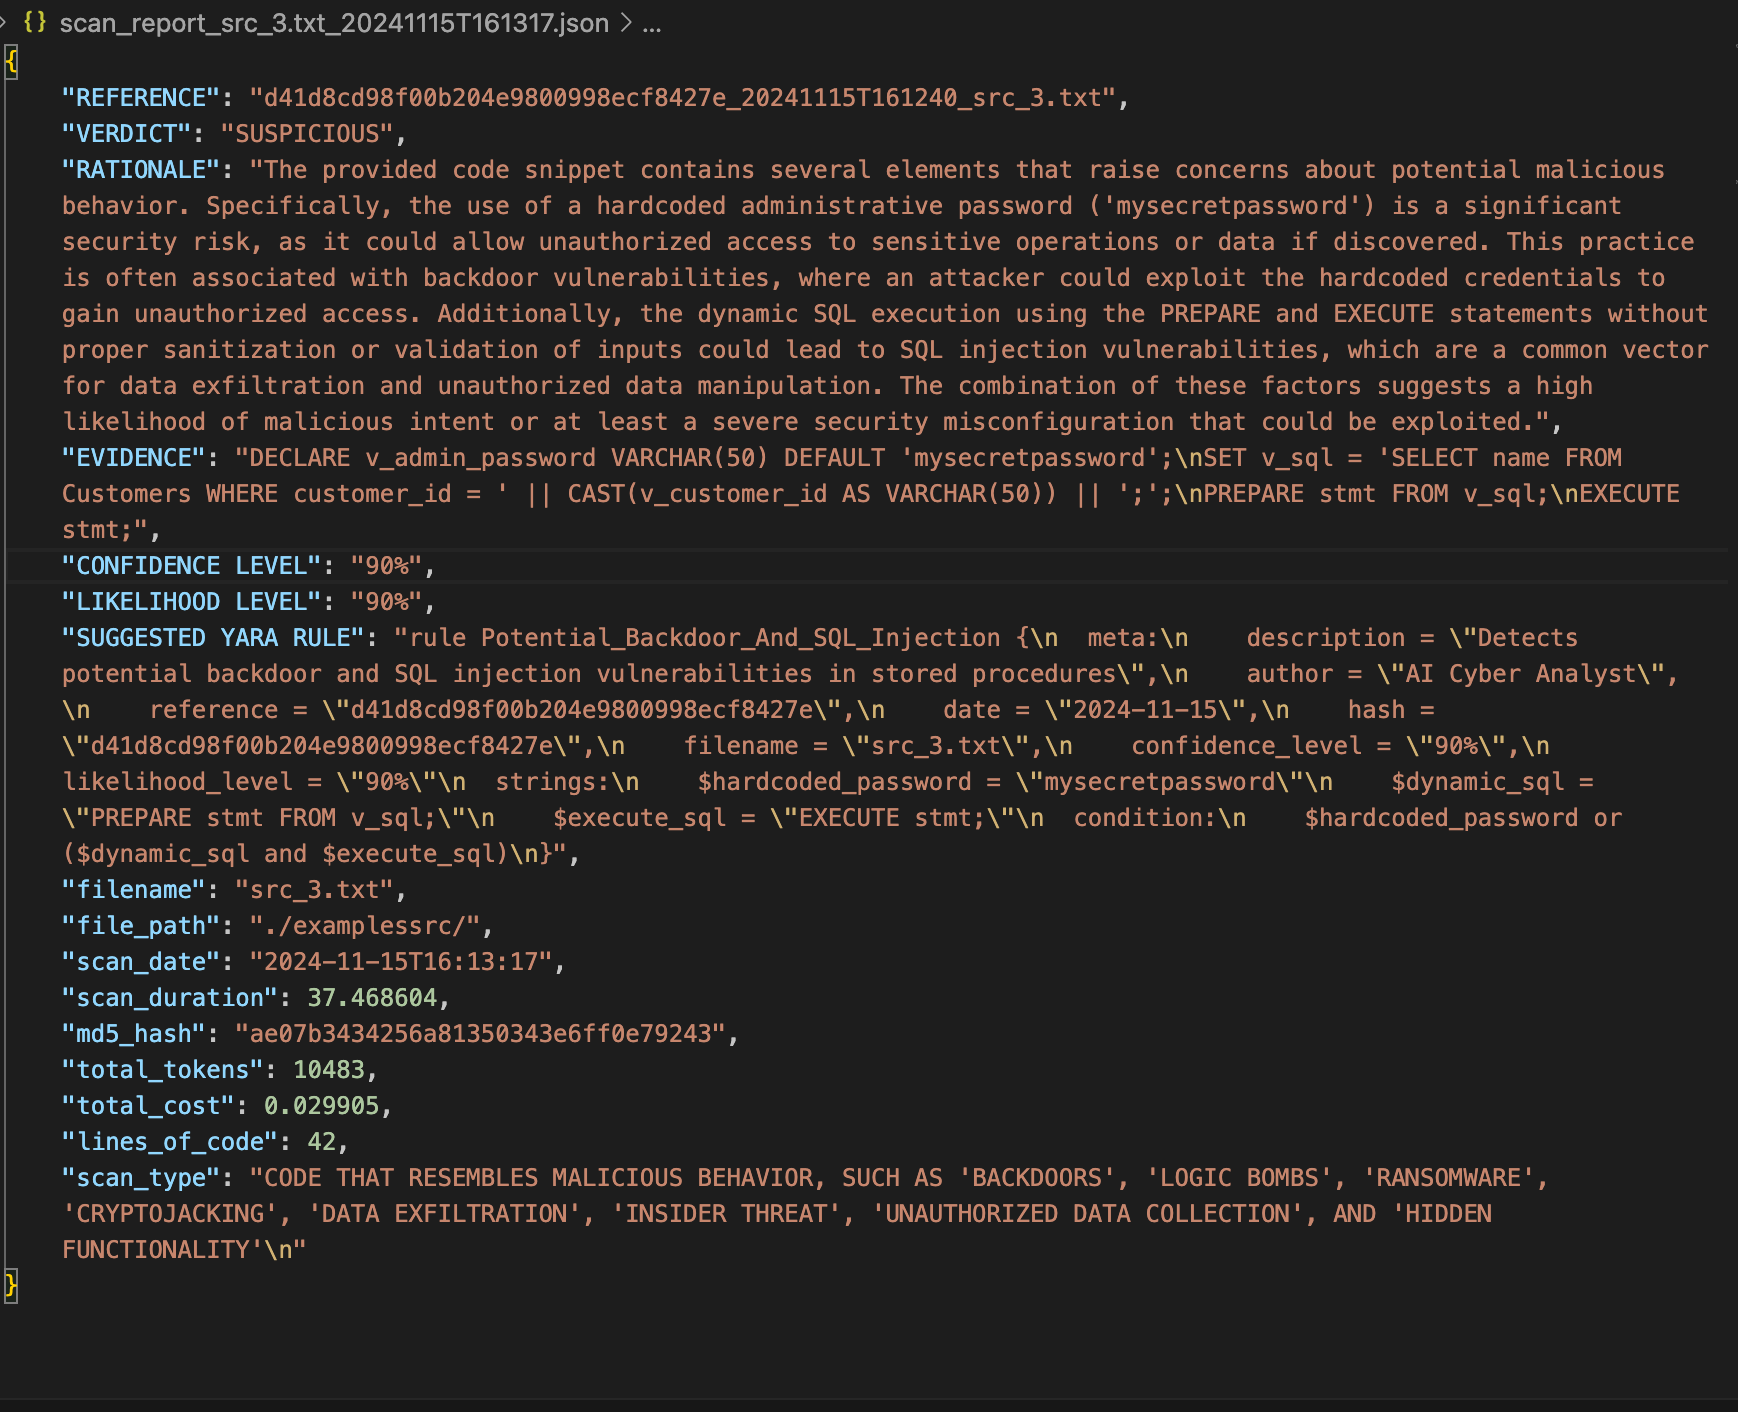 {} scan_report_src_3.txt_20241115T161317.json > ...
{
"REFERENCE": "d41d8cd98f00b204e9800998ecf8427e_20241115T161240_src_3.txt",
"VERDICT": "SUSPICIOUS",
"RATIONALE": "The provided code snippet contains several elements that raise concerns about potential malicious
behavior. Specifically, the use of a hardcoded administrative password ('mysecretpassword') is a significant
security risk, as it could allow unauthorized access to sensitive operations or data if discovered. This practice
is often associated with backdoor vulnerabilities, where an attacker could exploit the hardcoded credentials to
gain unauthorized access. Additionally, the dynamic SQL execution using the PREPARE and EXECUTE statements without
proper sanitization or validation of inputs could lead to SQL injection vulnerabilities, which are a common vector
for data exfiltration and unauthorized data manipulation. The combination of these factors suggests a high
likelihood of malicious intent or at least a severe security misconfiguration that could be exploited.",
"EVIDENCE": "DECLARE v_admin_password VARCHAR(50) DEFAULT 'mysecretpassword';\nSET v_sql = 'SELECT name FROM
Customers WHERE customer_id = ' || CAST(v_customer_id AS VARCHAR(50)) || ';';\nPREPARE stmt FROM v_sql;\nEXECUTE
stmt;",
"CONFIDENCE LEVEL": "90%",
"LIKELIHOOD LEVEL": "90%",
"SUGGESTED YARA RULE": "rule Potential_Backdoor_And_SQL_Injection {\n  meta:\n    description = \"Detects
potential backdoor and SQL injection vulnerabilities in stored procedures\",\n    author = \"AI Cyber Analyst\",
\n    reference = \"d41d8cd98f00b204e9800998ecf8427e\",\n    date = \"2024-11-15\",\n    hash =
\"d41d8cd98f00b204e9800998ecf8427e\",\n    filename = \"src_3.txt\",\n    confidence_level = \"90%\",\n
likelihood_level = \"90%\"\n  strings:\n    $hardcoded_password = \"mysecretpassword\"\n    $dynamic_sql =
\"PREPARE stmt FROM v_sql;\"\n    $execute_sql = \"EXECUTE stmt;\"\n  condition:\n    $hardcoded_password or
($dynamic_sql and $execute_sql)\n}",
"filename": "src_3.txt",
"file_path": "./examplessrc/",
"scan_date": "2024-11-15T16:13:17",
"scan_duration": 37.468604,
"md5_hash": "ae07b3434256a81350343e6ff0e79243",
"total_tokens": 10483,
"total_cost": 0.029905,
"lines_of_code": 42,
"scan_type": "CODE THAT RESEMBLES MALICIOUS BEHAVIOR, SUCH AS 'BACKDOORS', 'LOGIC BOMBS', 'RANSOMWARE',
'CRYPTOJACKING', 'DATA EXFILTRATION', 'INSIDER THREAT', 'UNAUTHORIZED DATA COLLECTION', AND 'HIDDEN
FUNCTIONALITY'\n"
}